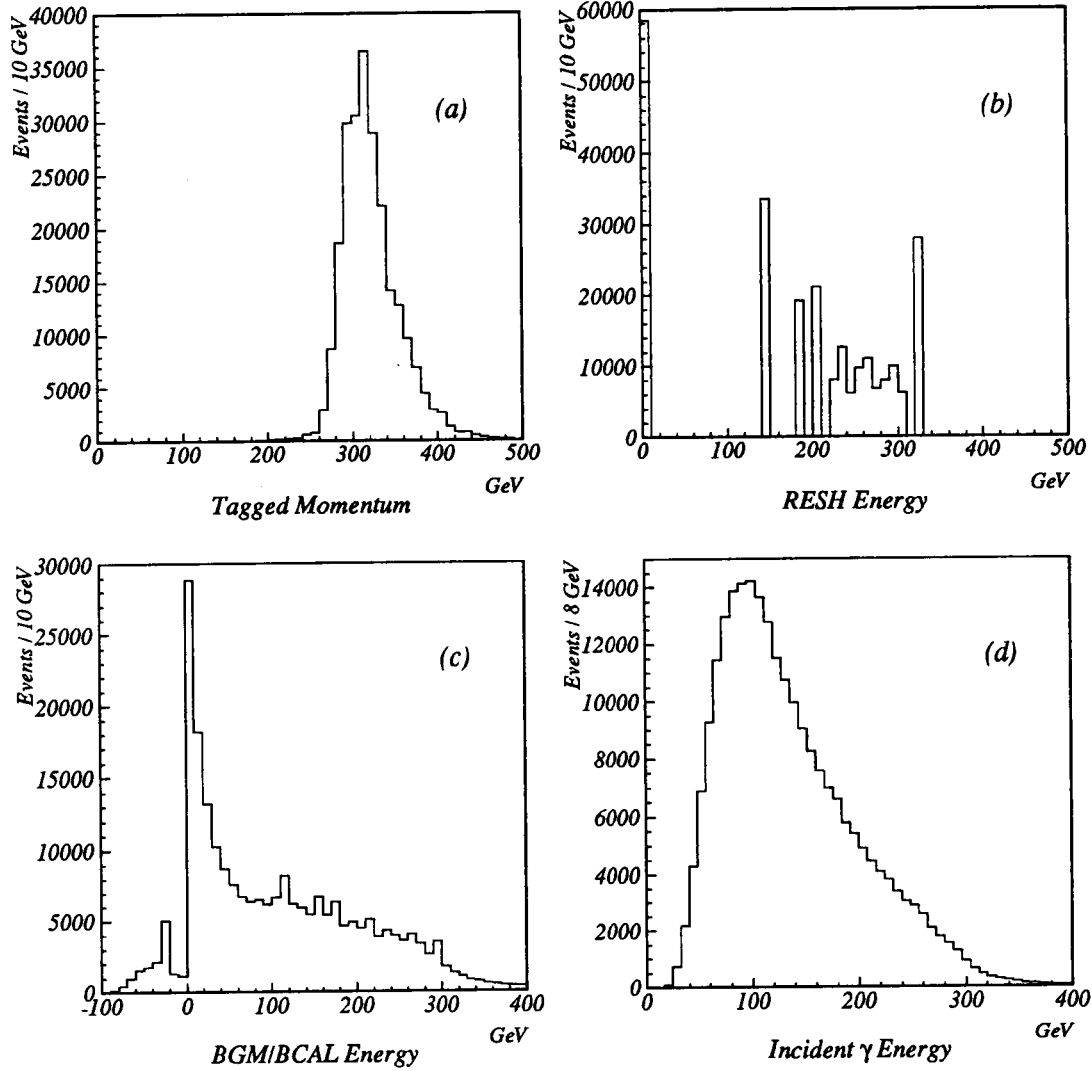 40000
35000
30000
25000
20000
15000
10000
5000
0
Events / 10 GeV
(a)
0 100 200 300 400 500
GeV
Tagged Momentum
60000
50000
40000
30000
20000
10000
0
Events / 10 GeV
(b)
0 100 200 300 400 500
GeV
RESH Energy
30000
25000
20000
15000
10000
5000
0
Events / 10 GeV
(c)
-100 0 100 200 300 400
GeV
BGM/BCAL Energy
14000
12000
10000
8000
6000
4000
2000
0
Events / 8 GeV
(d)
0 100 200 300 400
GeV
Incident γ Energy